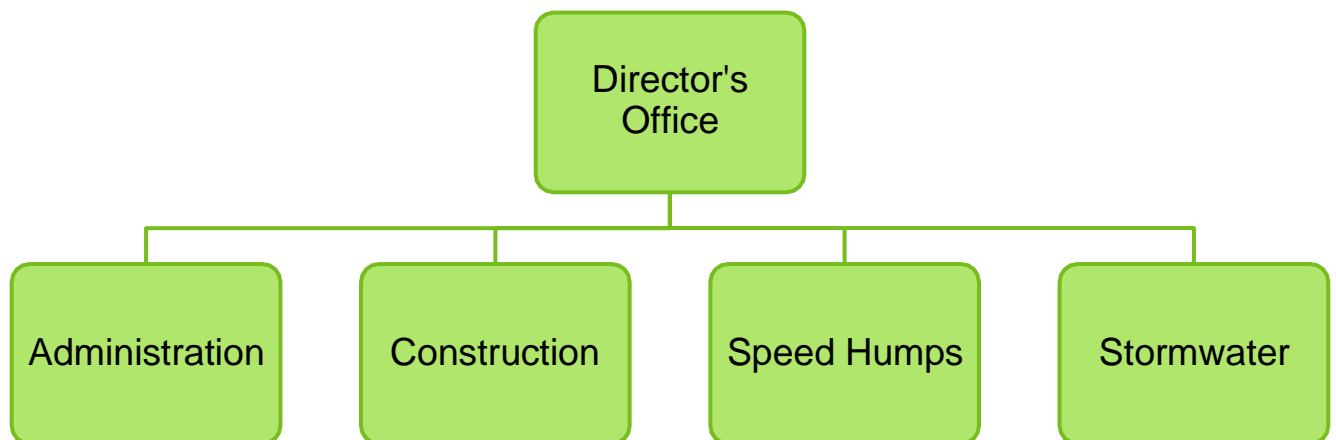 Director's
Office
Administration
Construction
Speed Humps
Stormwater